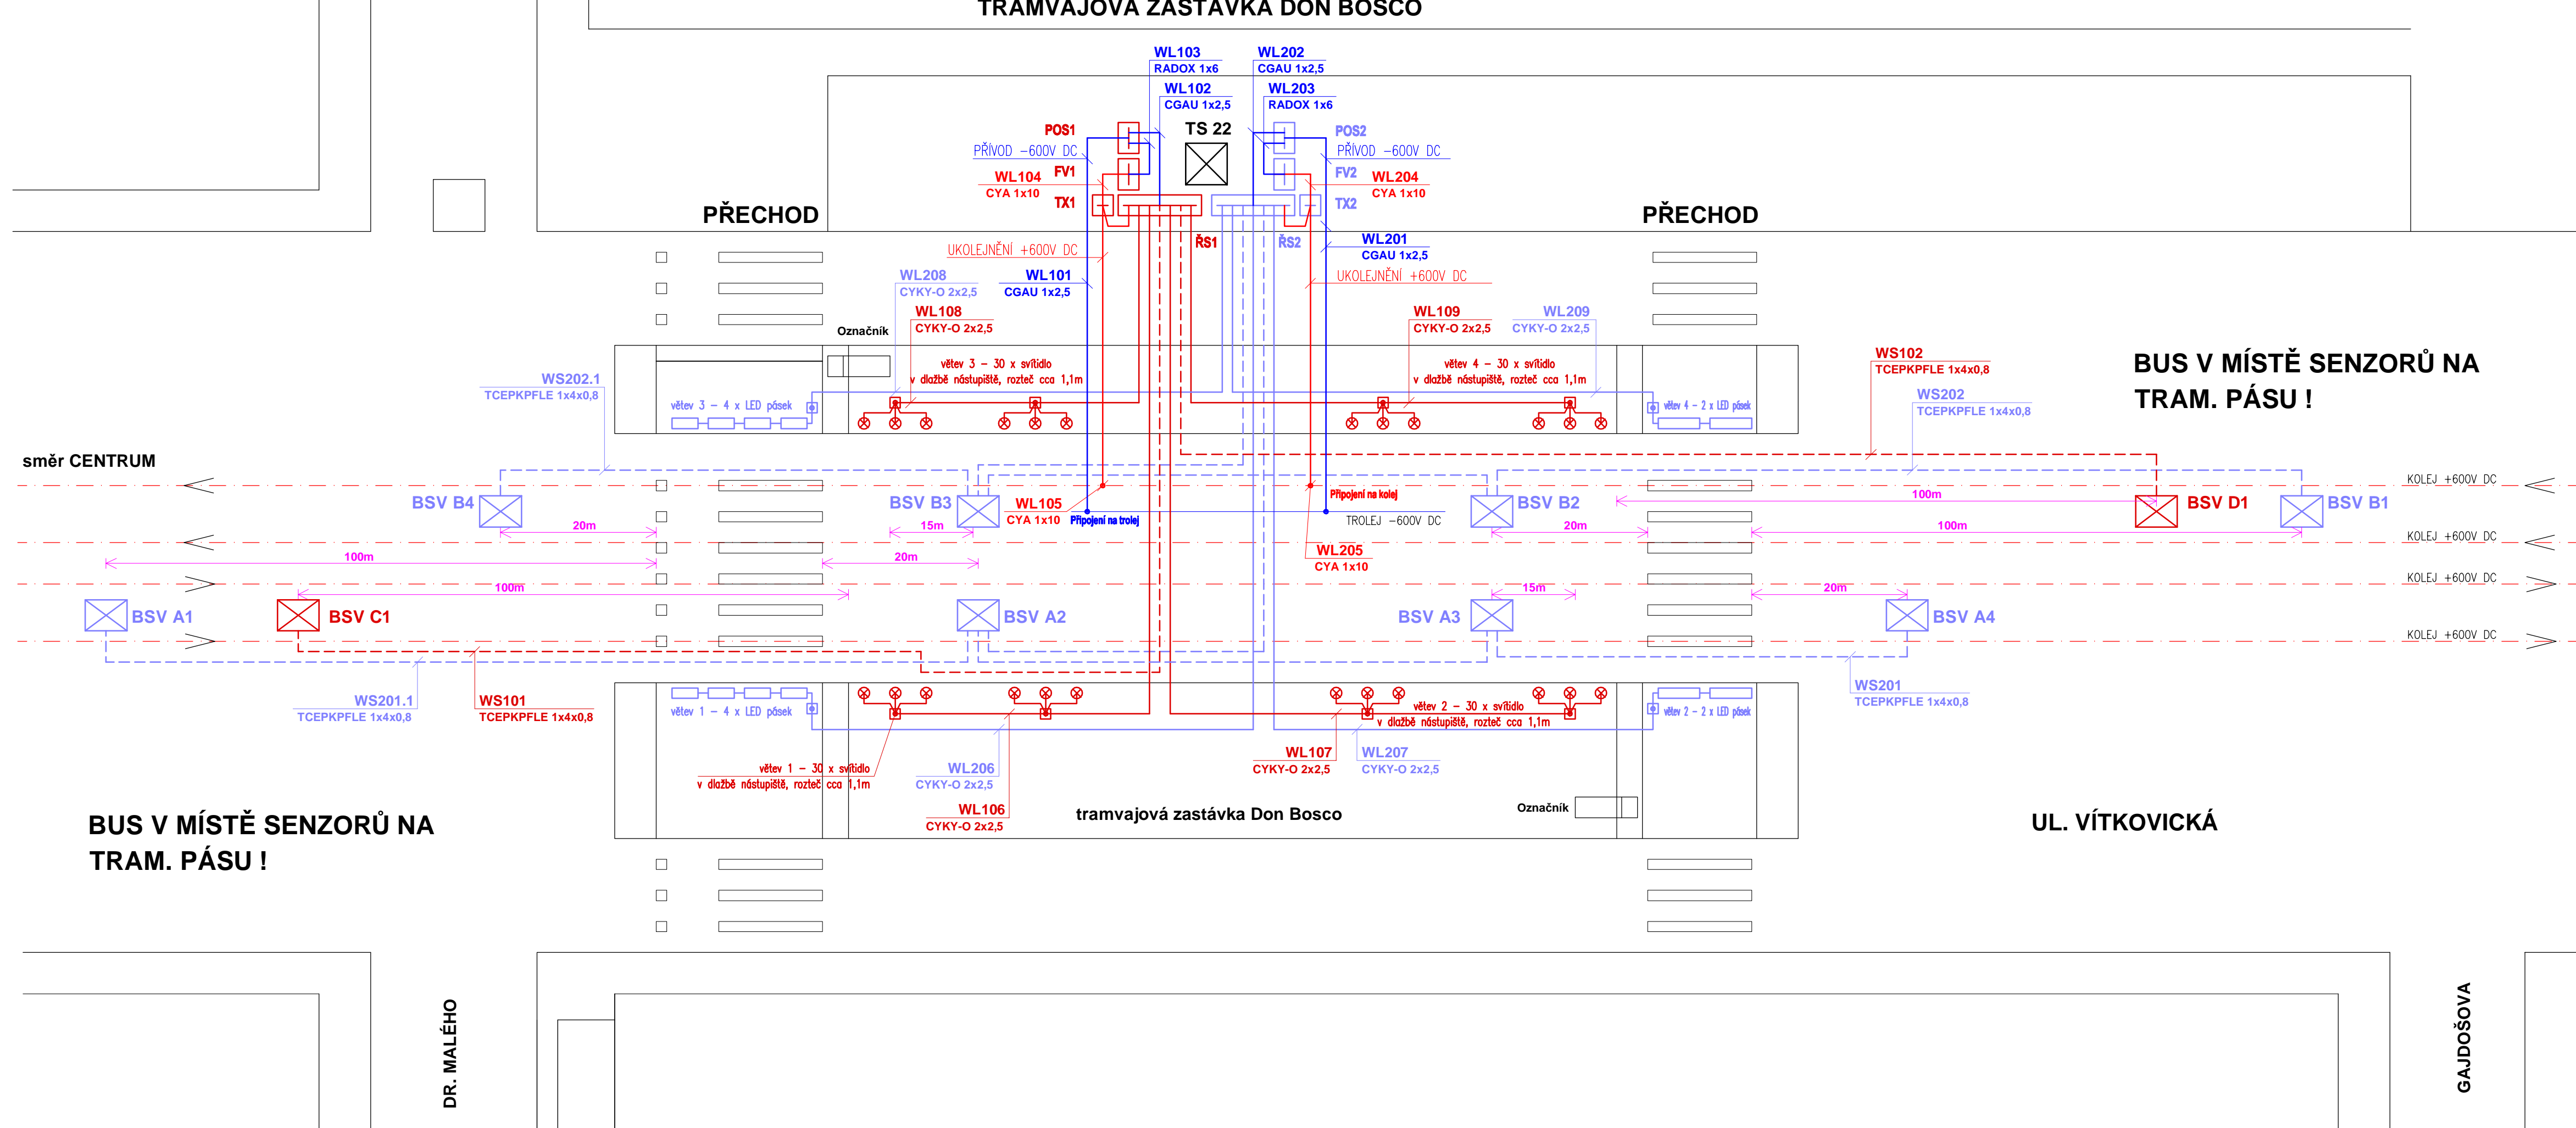 TRAMVAJOVÁ ZASTÁVKA DON BOSCO
WL103
RADOX 1x6
WL202
CGAU 1x2,5
WL102
CGAU 1x2,5
WL203
RADOX 1x6
POS1
TS 22
POS2
PŘÍVOD -600V DC
PŘÍVOD -600V DC
FV1
FV2
WL104
CYA 1x10
WL204
CYA 1x10
TX1
TX2
PŘECHOD
PŘECHOD
ŘS1
ŘS2
WL201
CGAU 1x2,5
UKOLEJNĚNÍ +600V DC
UKOLEJNĚNÍ +600V DC
WL208
CYKY-O 2x2,5
WL101
CGAU 1x2,5
WL108
CYKY-O 2x2,5
WL109
CYKY-O 2x2,5
WL209
CYKY-O 2x2,5
Označník
větev 3 - 30 x svítidlo
v dlažbě nástupiště, rozteč cca 1,1m
větev 4 - 30 x svítidlo
v dlažbě nástupiště, rozteč cca 1,1m
WS102
TCEPKPFLE 1x4x0,8
BUS V MÍSTĚ SENZORŮ NA
TRAM. PÁSU !
WS202.1
TCEPKPFLE 1x4x0,8
WS202
TCEPKPFLE 1x4x0,8
větev 3 - 4 x LED pásek
větev 4 - 2 x LED pásek
směr CENTRUM
KOLEJ +600V DC
BSV B4
BSV B3
WL105
CYA 1x10
Připojení na trolej
Připojení na kolej
TROLEJ -600V DC
BSV B2
100m
BSV D1
BSV B1
20m
15m
20m
100m
KOLEJ +600V DC
100m
20m
WL205
CYA 1x10
KOLEJ +600V DC
100m
15m
20m
BSV A1
BSV C1
BSV A2
BSV A3
BSV A4
KOLEJ +600V DC
WS201.1
TCEPKPFLE 1x4x0,8
WS101
TCEPKPFLE 1x4x0,8
WS201
TCEPKPFLE 1x4x0,8
větev 1 - 4 x LED pásek
větev 2 - 30 x svítidlo
v dlažbě nástupiště, rozteč cca 1,1m
větev 2 - 2 x LED pásek
větev 1 - 30 x svítidlo
v dlažbě nástupiště, rozteč cca 1,1m
WL206
CYKY-O 2x2,5
WL107
CYKY-O 2x2,5
WL207
CYKY-O 2x2,5
WL106
CYKY-O 2x2,5
tramvajová zastávka Don Bosco
Označník
BUS V MÍSTĚ SENZORŮ NA
TRAM. PÁSU !
UL. VÍTKOVICKÁ
DR. MALÉHO
GAJDOŠOVA